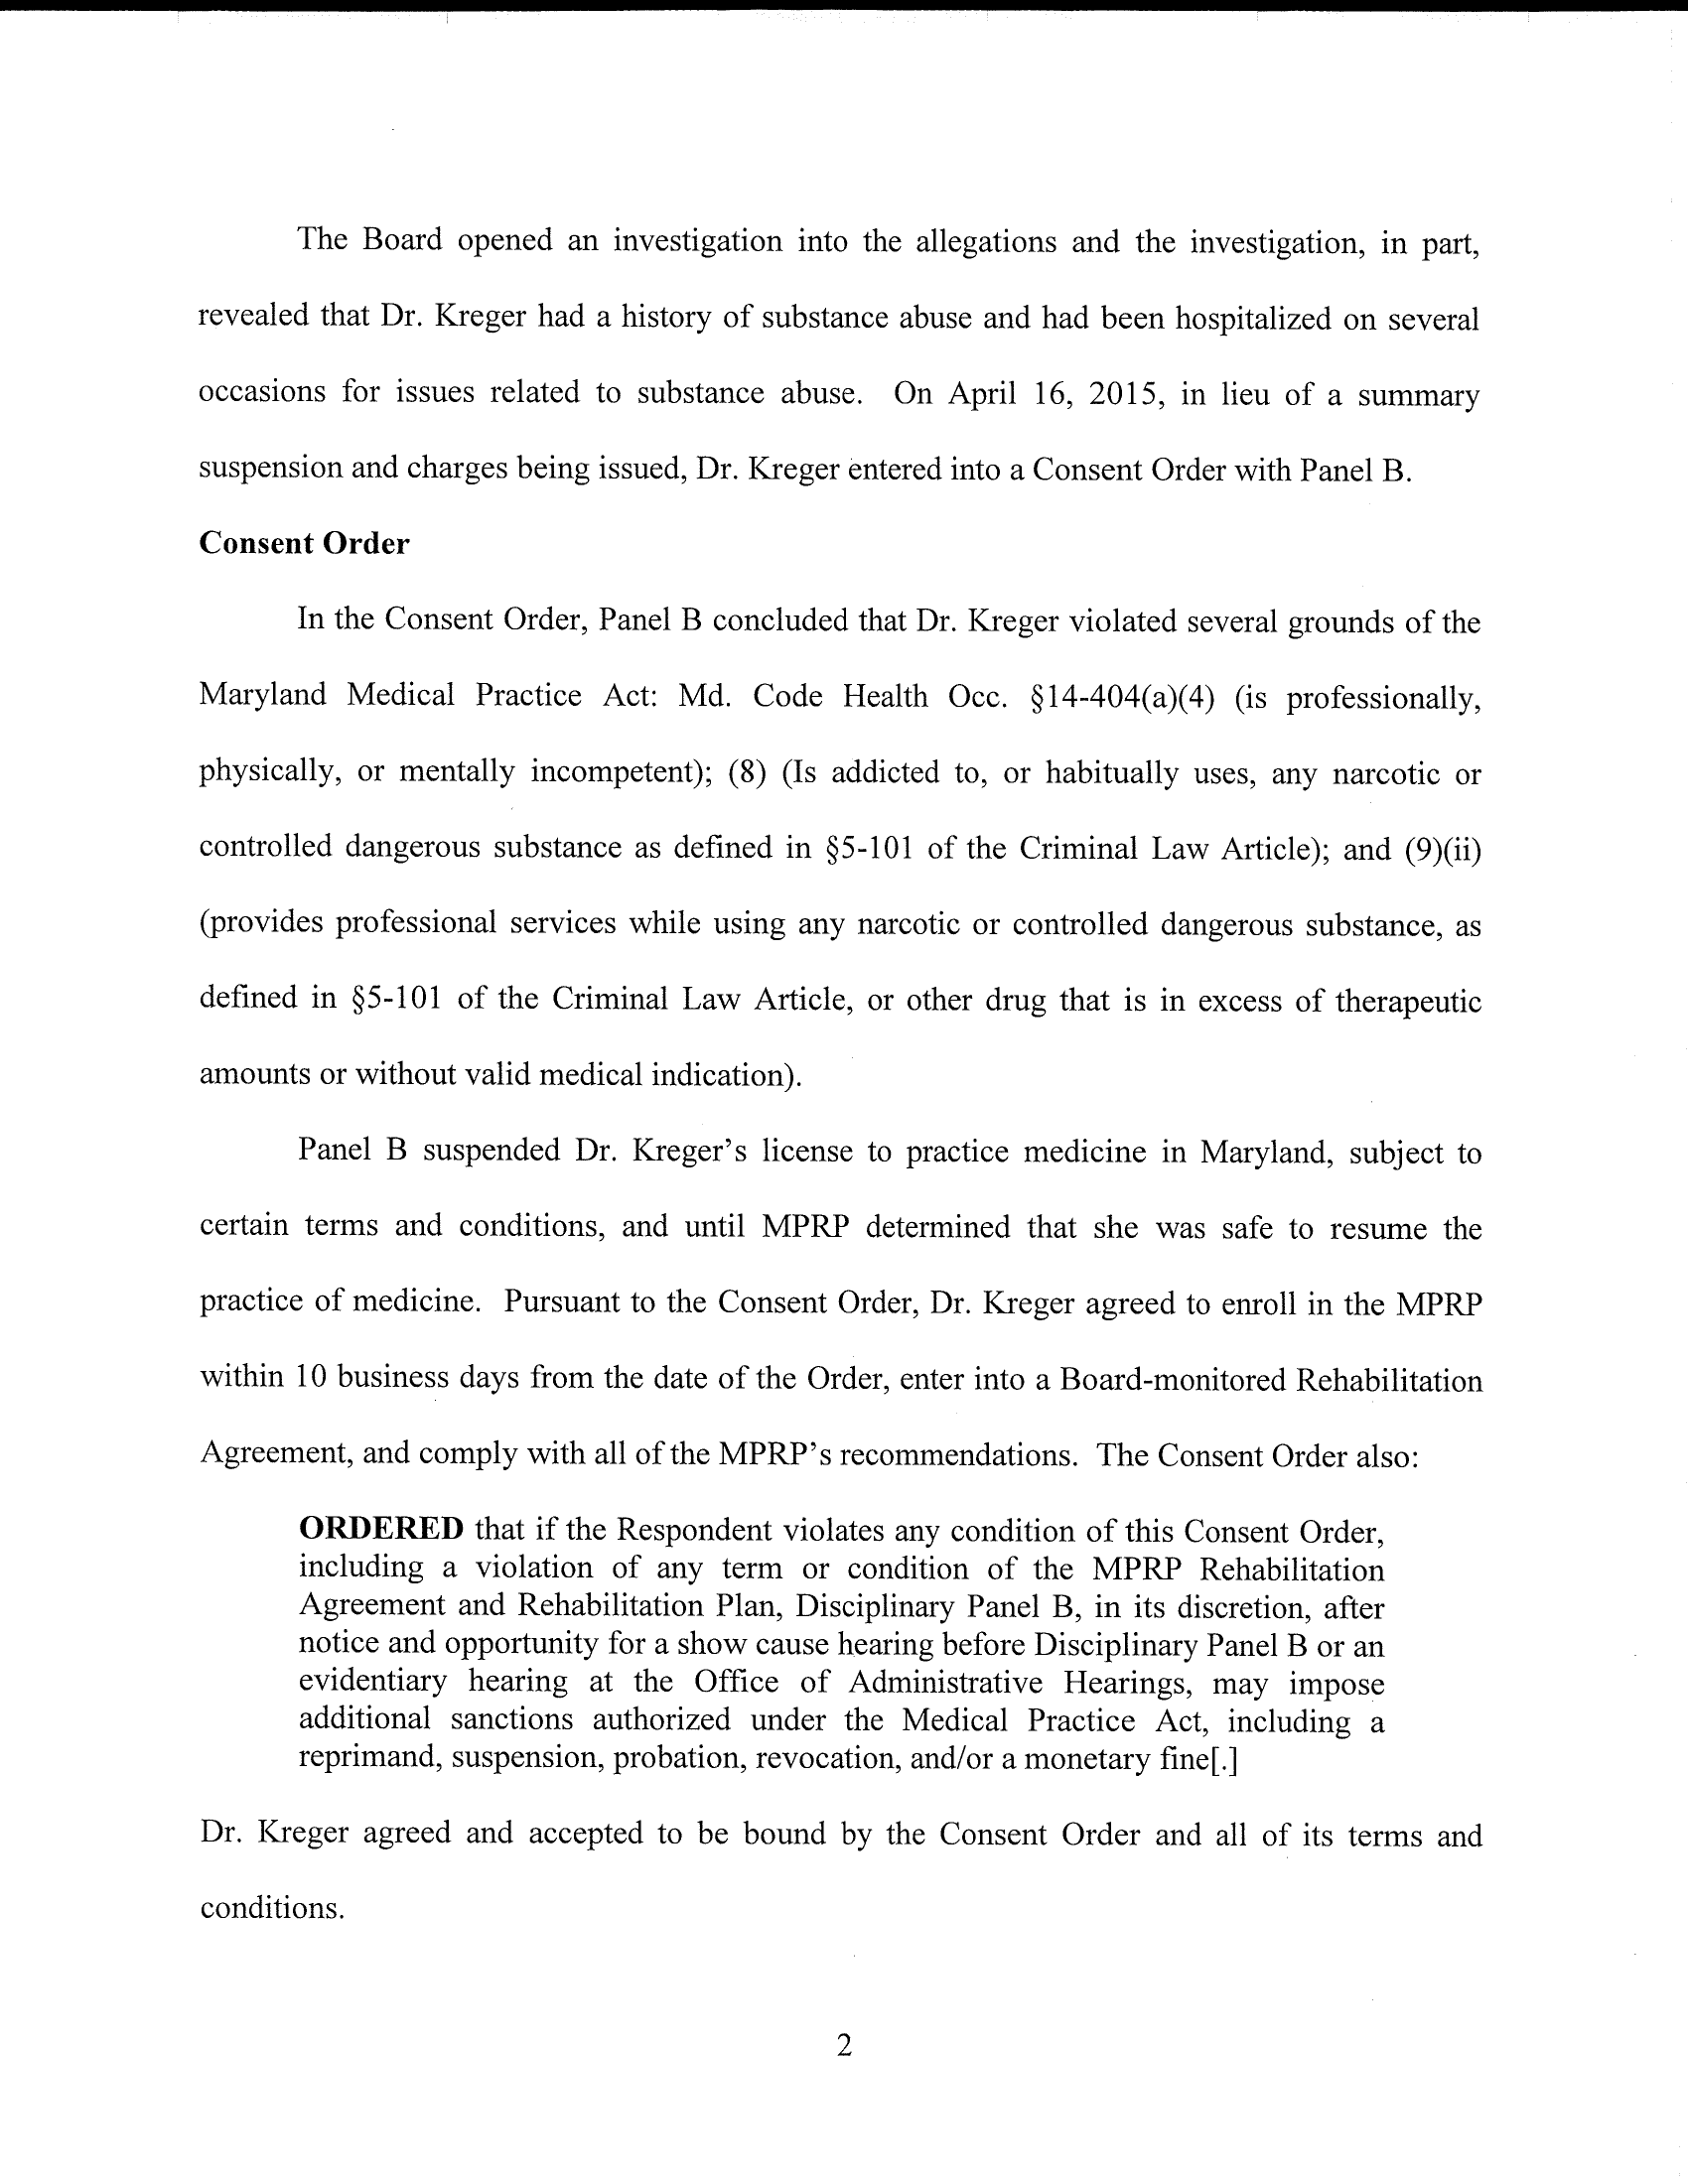 The Board opened an investigation into the allegations and the investigation, in part,
revealed that Dr. Kreger had a history of substance abuse and had been hospitalized on several
occasions for issues related to substance abuse. On April 16, 2015, in lieu of a summary
suspension and charges being issued, Dr. Kreger entered into a Consent Order with Panel B.
Consent Order
In the Consent Order, Panel B concluded that Dr. Kreger violated several grounds of the
Maryland Medical Practice Act: Md. Code Health Occ. §14-404(a)(4) (is professionally,
physically, or mentally incompetent); (8) (Is addicted to, or habitually uses, any narcotic or
controlled dangerous substance as defined in §5-101 of the Criminal Law Article); and (9)(ii)
(provides professional services while using any narcotic or controlled dangerous substance, as
defined in §5-101 of the Criminal Law Article, or other drug that is in excess of therapeutic
amounts or without valid medical indication).
Panel B suspended Dr. Kreger's license to practice medicine in Maryland, subject to
certain terms and conditions, and until MPRP determined that she was safe to resume the
practice of medicine. Pursuant to the Consent Order, Dr. Kreger agreed to enroll in the MPRP
within 10 business days from the date of the Order, enter into a Board-monitored Rehabilitation
Agreement, and comply with all of the MPRP's recommendations. The Consent Order also:
ORDERED that if the Respondent violates any condition of this Consent Order,
including a violation of any term or condition of the MPRP Rehabilitation
Agreement and Rehabilitation Plan, Disciplinary Panel B, in its discretion, after
notice and opportunity for a show cause hearing before Disciplinary Panel B or an
evidentiary hearing at the Office of Administrative Hearings, may impose
additional sanctions authorized under the Medical Practice Act, including a
reprimand, suspension, probation, revocation, and/or a monetary fine[.]
Dr. Kreger agreed and accepted to be bound by the Consent Order and all of its terms and
conditions.
2